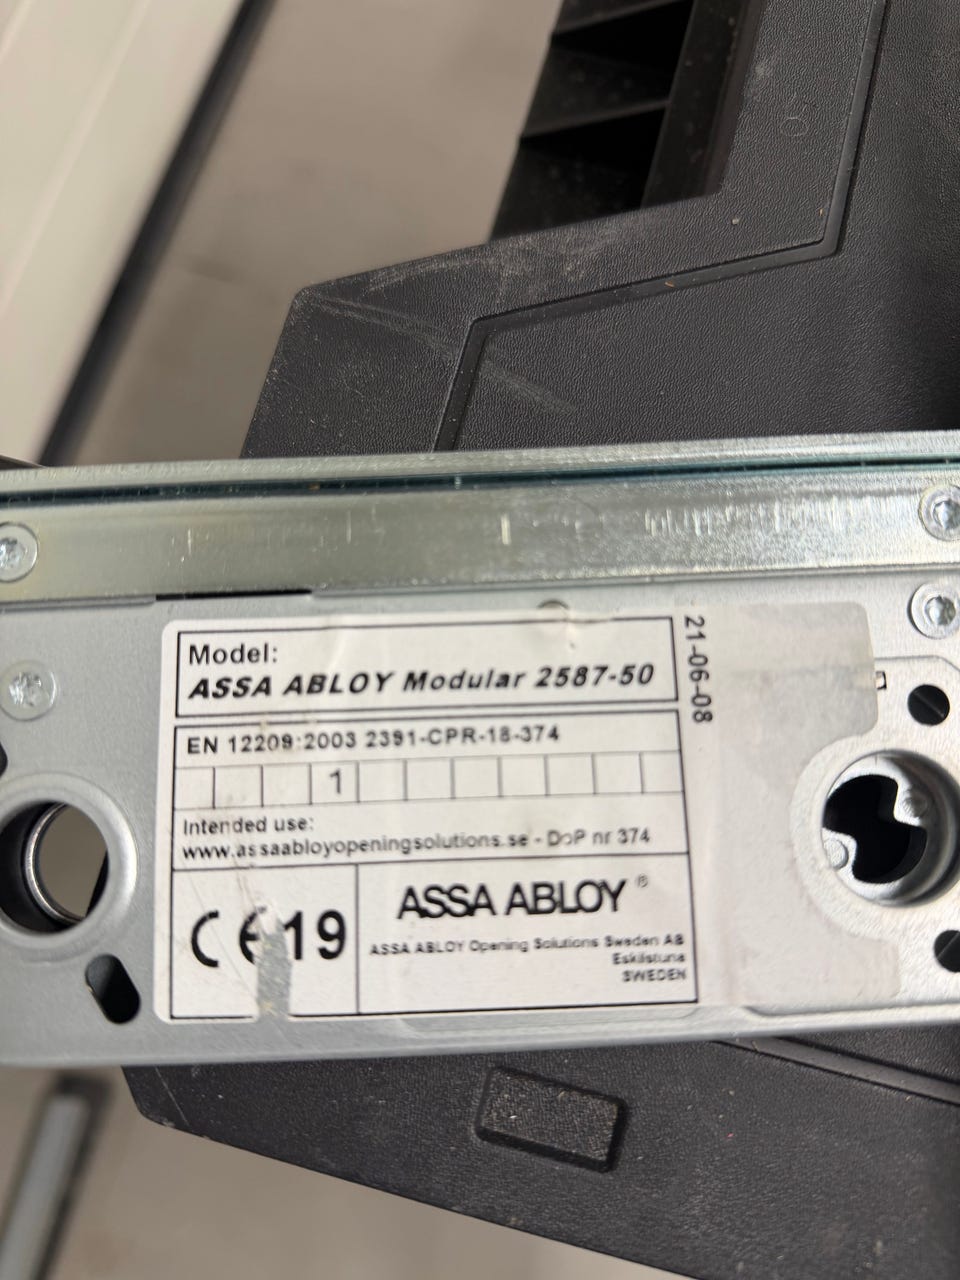 Model:
ASSA ABLOY Modular 2587-50
21-06-08
EN 12209:2003 2391-CPR-18-374
1
Intended use:
www.assaabloyopeningsolutions.se - DoP nr 374
CE 19
ASSA ABLOY ®
ASSA ABLOY Opening Solutions Sweden AB
Eskilstuna
SWEDEN